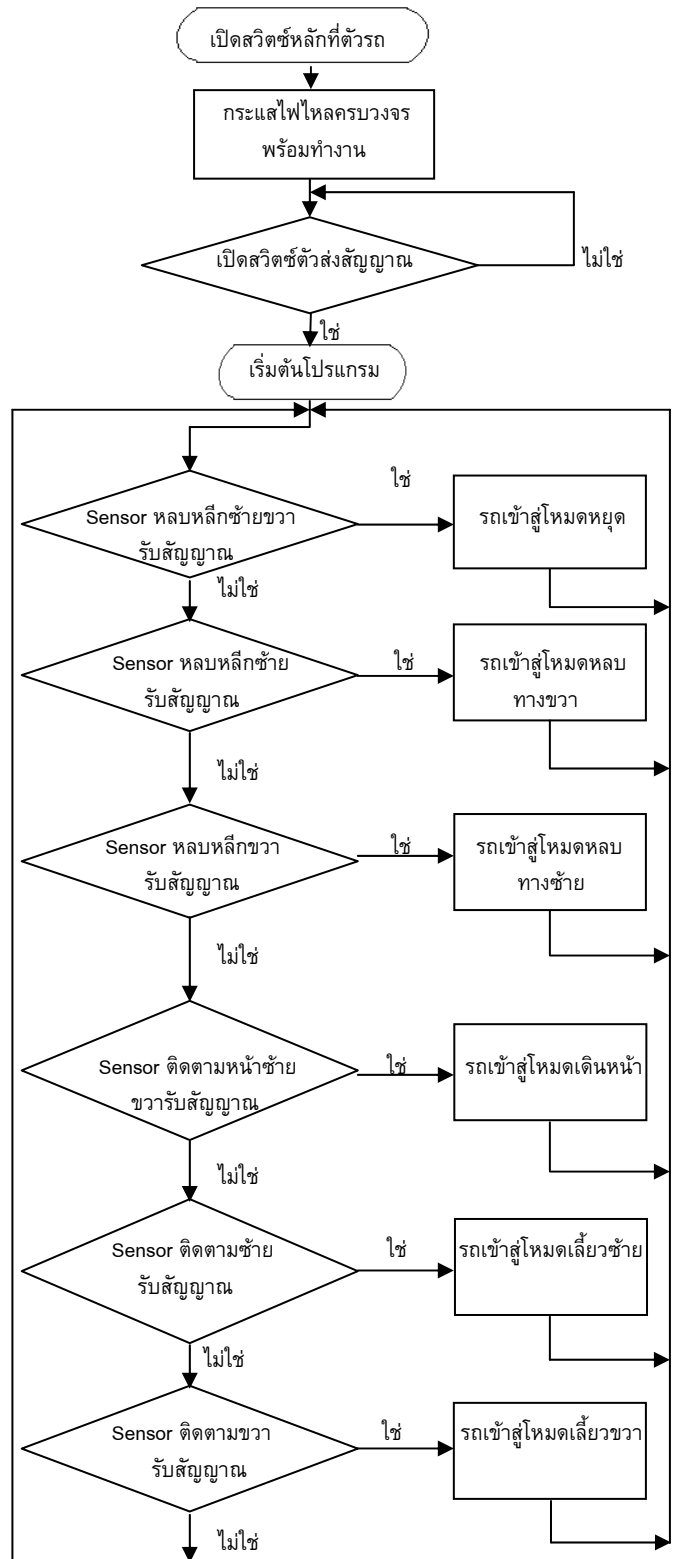 เปิดสวิตซ์หลักที่ตัวรถ
กระแสไฟไหลครบวงจร
พร้อมทำงาน
เปิดสวิตซ์ตัวส่งสัญญาณ
ไม่ใช่
ใช่
เริ่มต้นโปรแกรม
ใช่
Sensor หลบหลีกซ้ายขวา
รับสัญญาณ
รถเข้าสู่โหมดหยุด
ไม่ใช่
Sensor หลบหลีกซ้าย
รับสัญญาณ
ใช่
รถเข้าสู่โหมดหลบ
ทางขวา
ไม่ใช่
Sensor หลบหลีกขวา
รับสัญญาณ
ใช่
รถเข้าสู่โหมดหลบ
ทางซ้าย
ไม่ใช่
Sensor ติดตามหน้าซ้าย
ขวารับสัญญาณ
ใช่
รถเข้าสู่โหมดเดินหน้า
ไม่ใช่
Sensor ติดตามซ้าย
รับสัญญาณ
ใช่
รถเข้าสู่โหมดเลี้ยวซ้าย
ไม่ใช่
Sensor ติดตามขวา
รับสัญญาณ
ใช่
รถเข้าสู่โหมดเลี้ยวขวา
ไม่ใช่